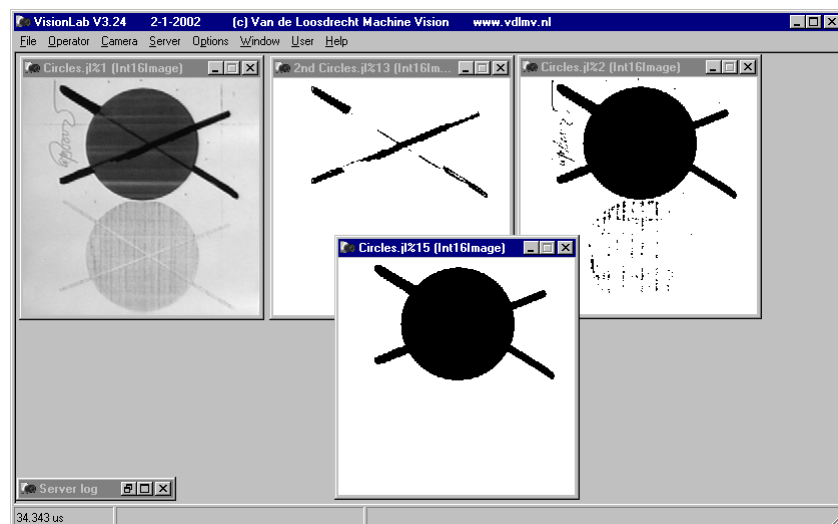 VisionLab V3.24 2-1-2002 (c) Van de Loosdrecht Machine Vision www.vdlmv.nl
File Operator Camera Server Options Window User Help
Circles.jl%1 (Int16Image)
2nd Circles.jl%13 (Int16Im...
Circles.jl%2 (Int16Image)
Circles.jl%15 (Int16Image)
Server log
34.343 us